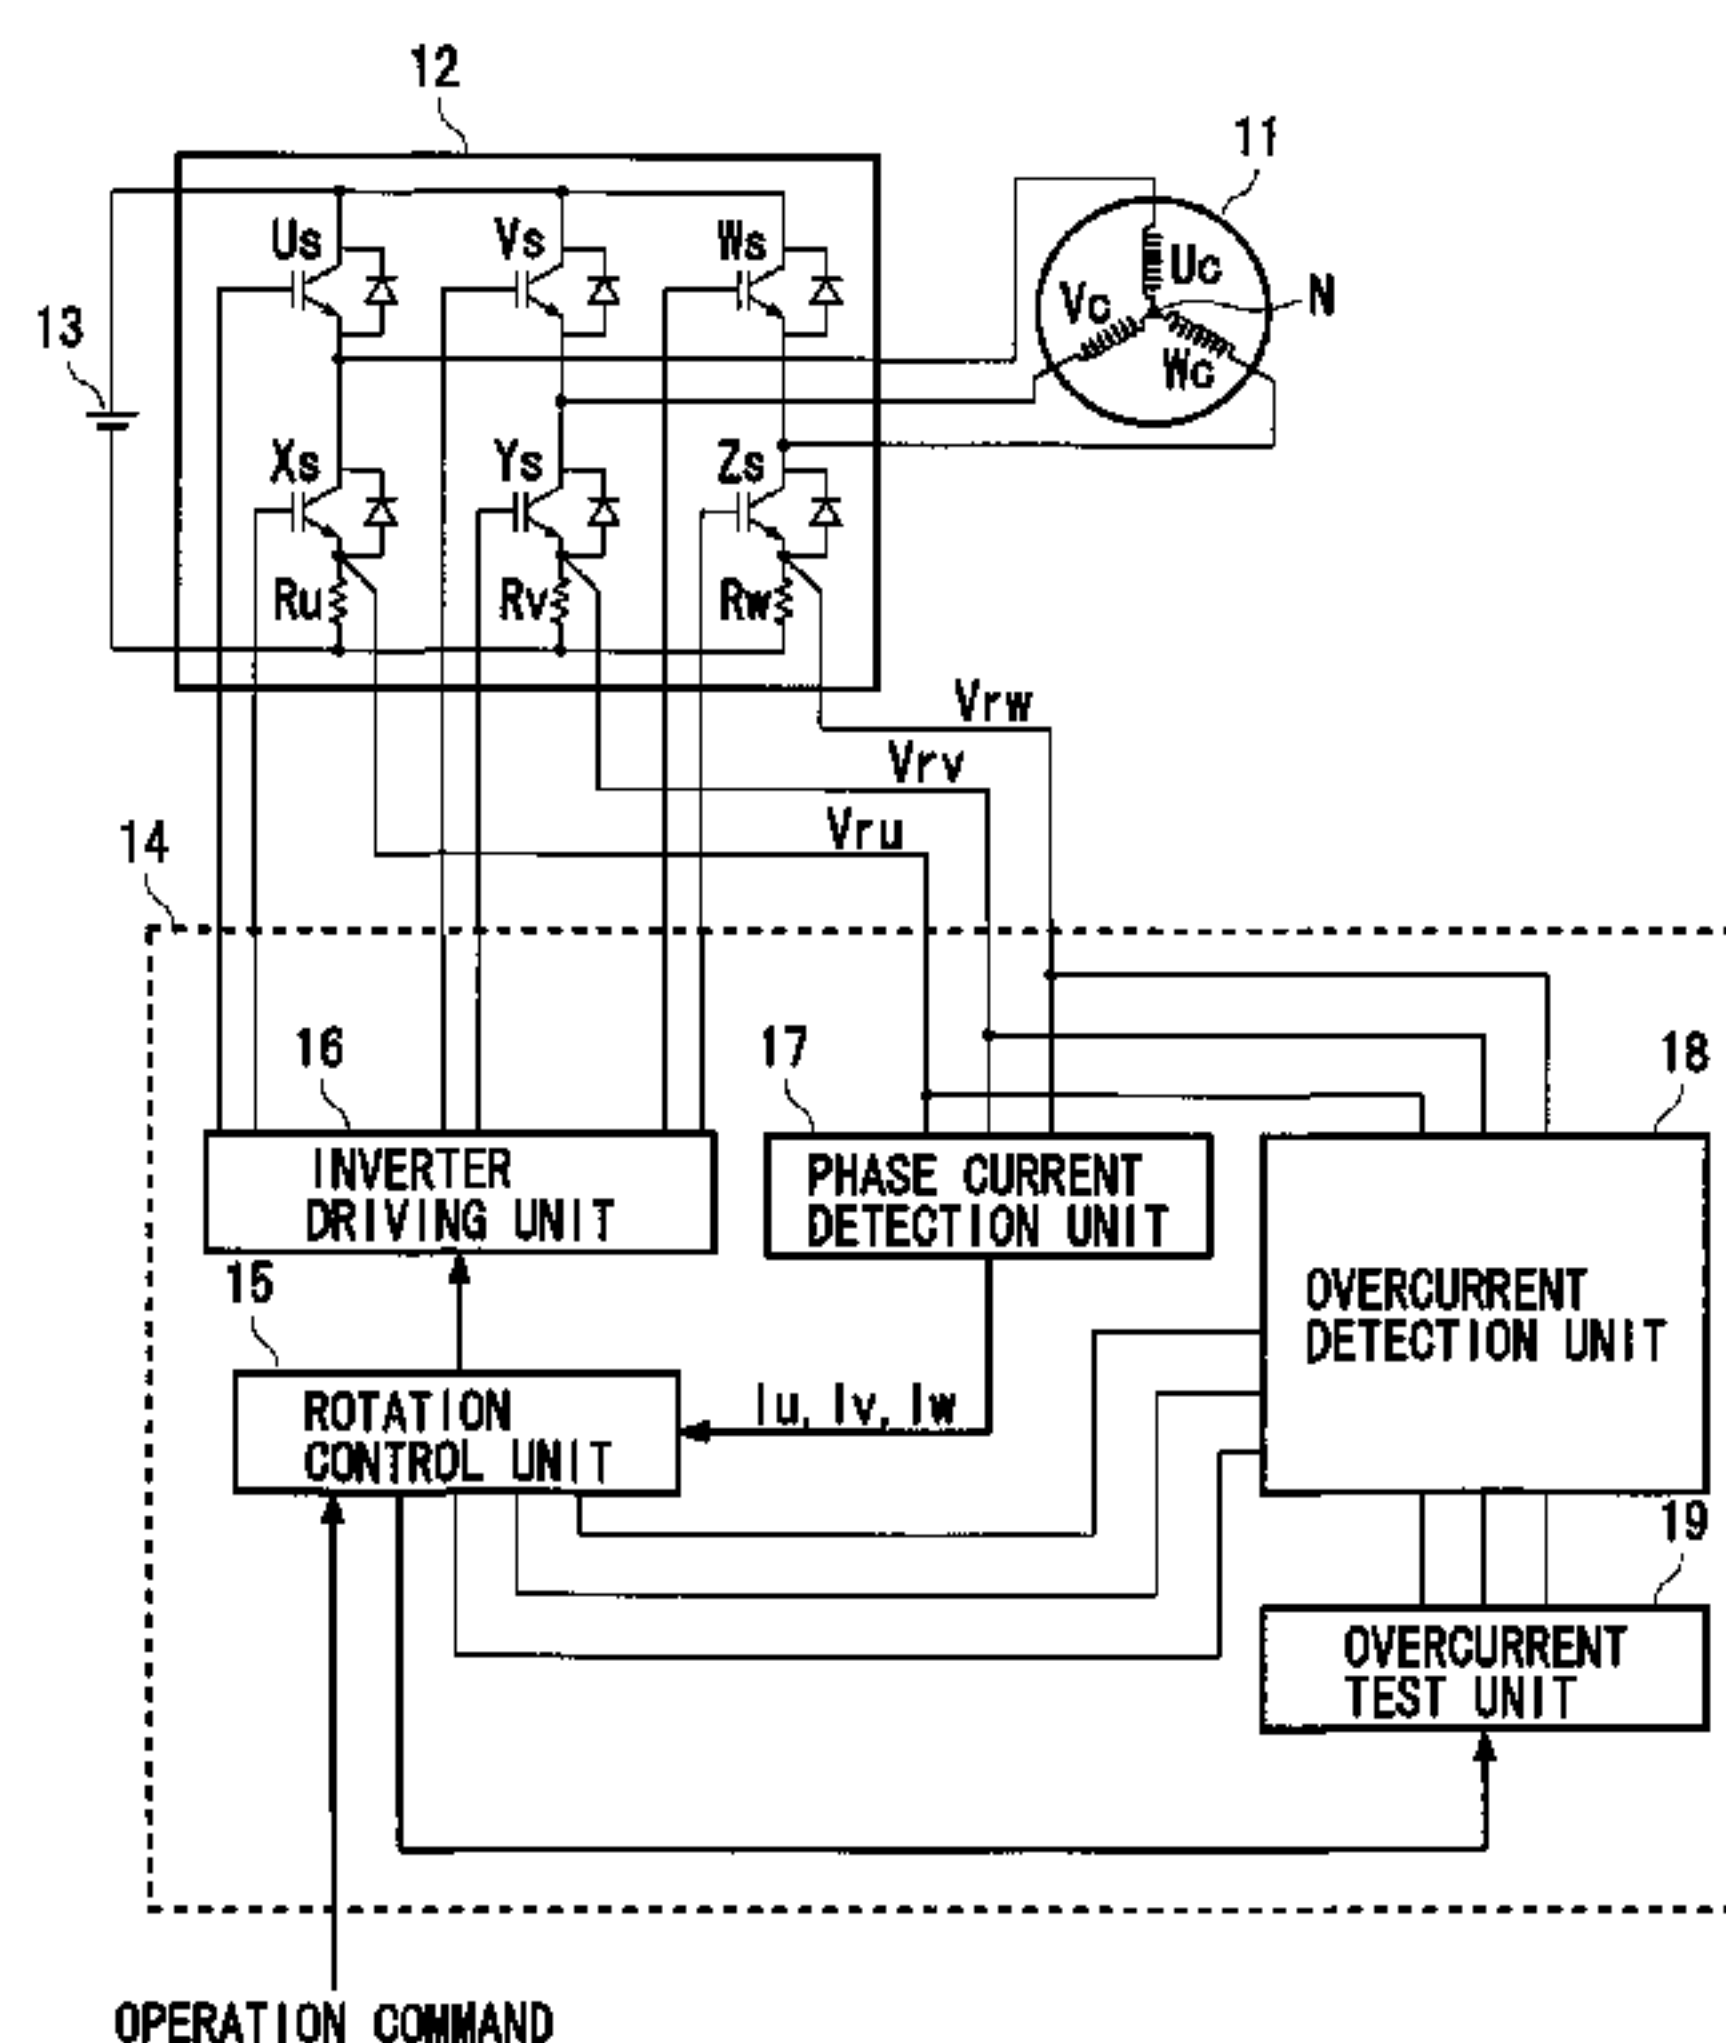 12
11
Us
Vs
Ws
Uc
Vc
N
Wc
13
Xs
Ys
Zs
Ru
Rv
Rw
Vrw
Vrv
Vru
14
16
17
18
INVERTER
DRIVING UNIT
PHASE CURRENT
DETECTION UNIT
OVERCURRENT
DETECTION UNIT
15
ROTATION
CONTROL UNIT
Iu, Iv, Iw
19
OVERCURRENT
TEST UNIT
OPERATION COMMAND